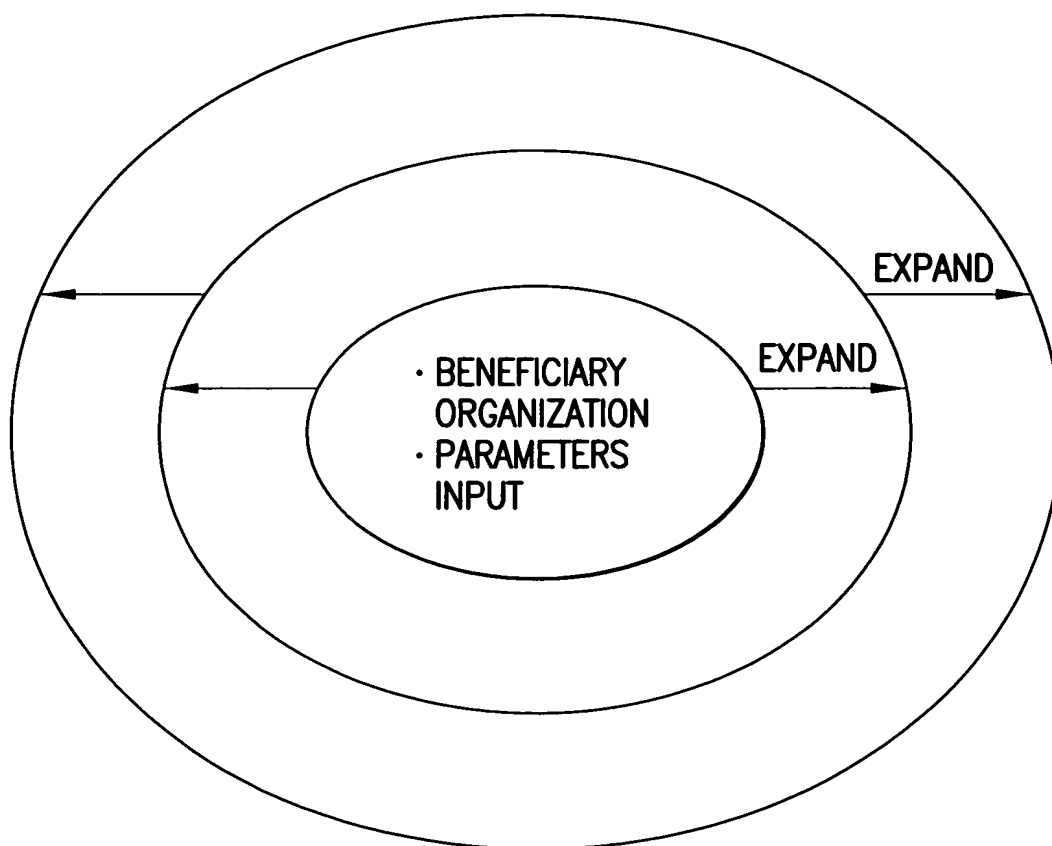 EXPAND
EXPAND
· BENEFICIARY
ORGANIZATION
· PARAMETERS
INPUT